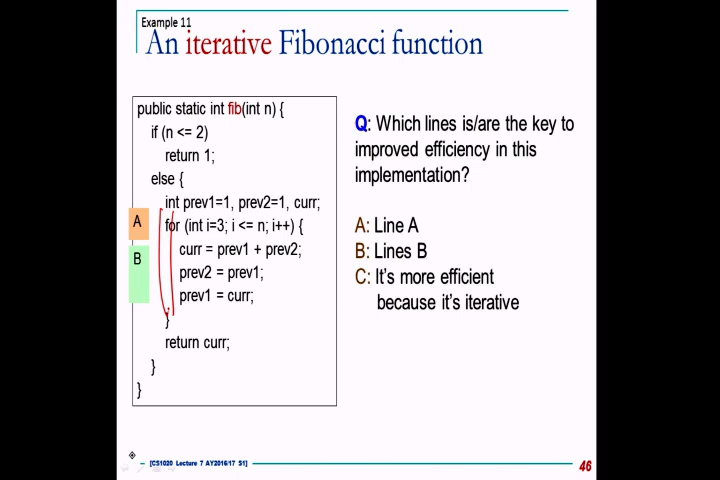 Example 11
An iterative Fibonacci function
public static int fib(int n) {
if (n <= 2)
return 1;
else {
int prev1=1, prev2=1, curr;
A
for (int i=3; i <= n; i++) {
B
curr = prev1 + prev2;
prev2 = prev1;
prev1 = curr;
}
return curr;
}
}
Q: Which lines is/are the key to
improved efficiency in this
implementation?
A: Line A
B: Lines B
C: It's more efficient
because it's iterative
[CS1020 Lecture 7 AY2016/17 S1]
46